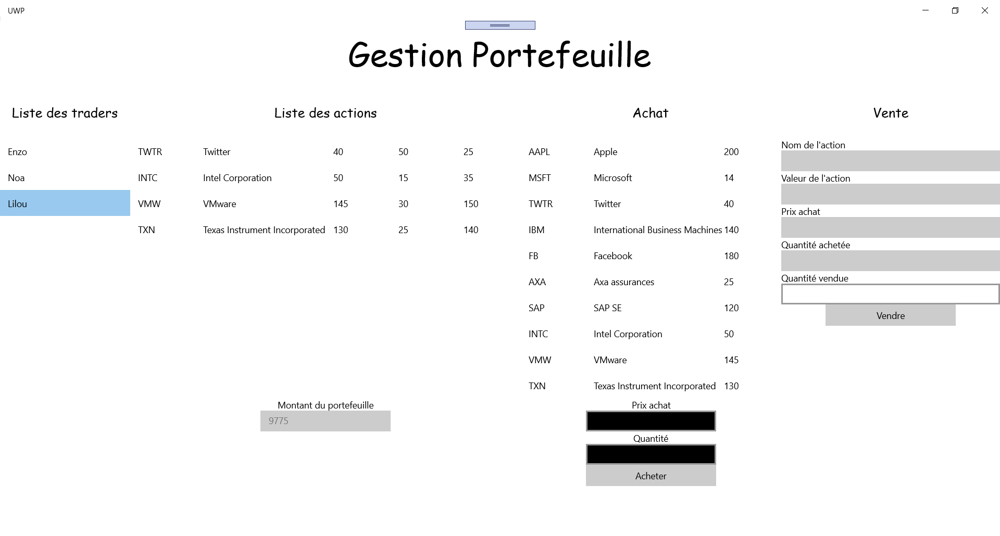 UWP
Gestion Portefeuille
Liste des traders
Enzo
Noa
Lilou
Liste des actions
TWTR Twitter 40 50 25
INTC Intel Corporation 50 15 35
VMW VMware 145 30 150
TXN Texas Instrument Incorporated 130 25 140
Montant du portefeuille
9775
Achat
AAPL Apple 200
MSFT Microsoft 14
TWTR Twitter 40
IBM International Business Machines 140
FB Facebook 180
AXA Axa assurances 25
SAP SAP SE 120
INTC Intel Corporation 50
VMW VMware 145
TXN Texas Instrument Incorporated 130
Prix achat
Quantité
Acheter
Vente
Nom de l'action
Valeur de l'action
Prix achat
Quantité achetée
Quantité vendue
Vendre